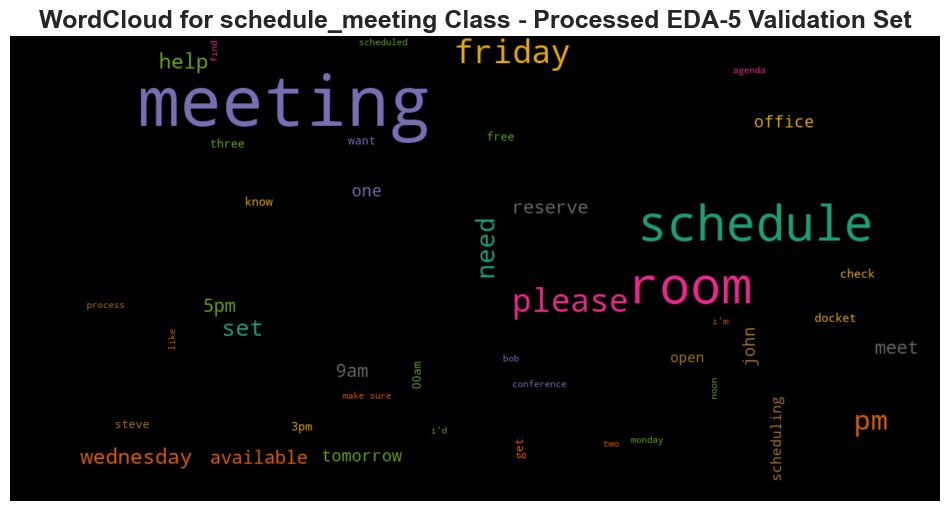 WordCloud for schedule_meeting Class - Processed EDA-5 Validation Set
scheduled
friday
find
help
agenda
meeting
office
free
three
want
one
know
reserve
schedule
need
check
room
please
process
5pm
docket
i'm
set
like
john
meet
bob
open
9am
00am
conference
noon
make sure
steve
3pm
i'd
scheduling
pm
monday
two
get
wednesday
available
tomorrow